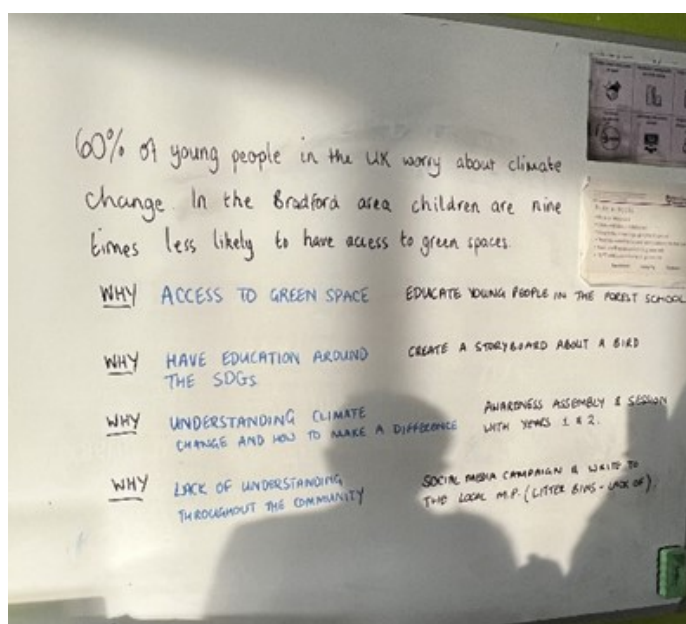 60% of young people in the UK worry about climate
change. In the Bradford area children are nine
times less likely to have access to green spaces.
WHY ACCESS TO GREEN SPACE EDUCATE YOUNG PEOPLE IN THE FOREST SCHOOL
WHY HAVE EDUCATION AROUND CREATE A STORYBOARD ABOUT A BIRD
THE SDGs
WHY UNDERSTANDING CLIMATE AWARENESS ASSEMBLY & SESSION
CHANGE AND HOW TO MAKE A DIFFERENCE WITH YEARS 1 & 2.
WHY LACK OF UNDERSTANDING SOCIAL MEDIA CAMPAIGN & WRITE TO
THROUGHOUT THE COMMUNITY THE LOCAL M.P. (LITTER BINS - LACK OF).